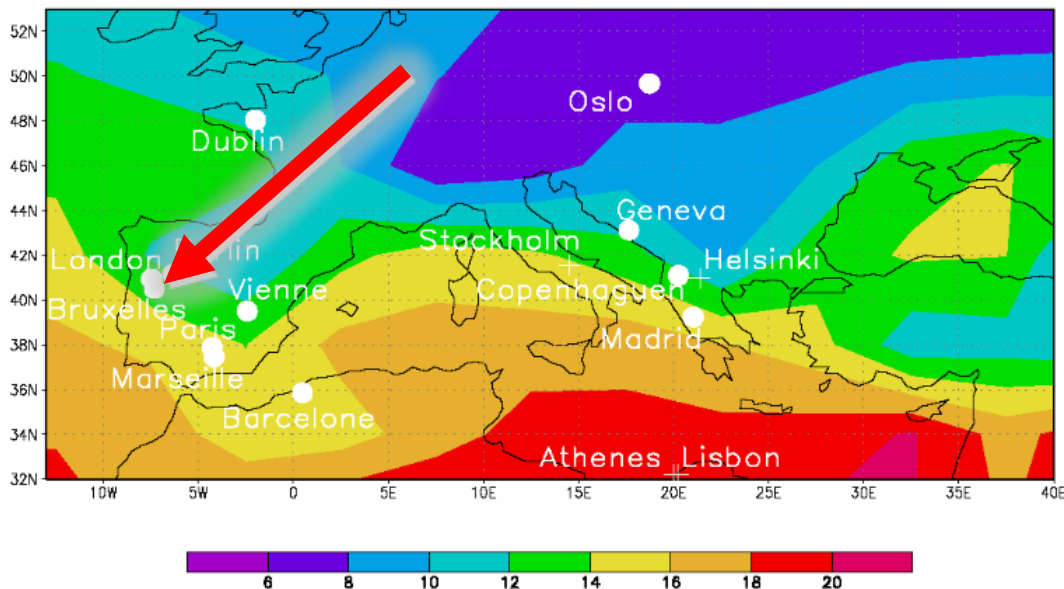 52N
50N
Oslo
48N
Dublin
46N
44N
Geneva
Stockholm
42N
Berlin
London
Helsinki
Vienne
Copenhaguen
40N
Bruxelles
Paris
Madrid
38N
Marseille
36N
Barcelone
34N
Athenes Lisbon
32N
10W 5W 0 5E 10E 15E 20E 25E 30E 35E 40E
6 8 10 12 14 16 18 20